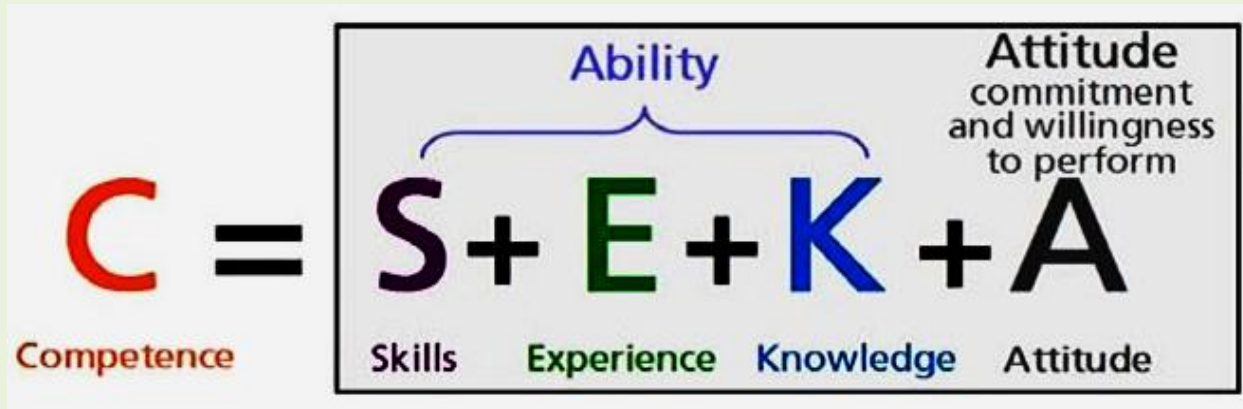 Ability
Attitude
commitment
and willingness
to perform
C = S + E + K + A
Competence Skills Experience Knowledge Attitude